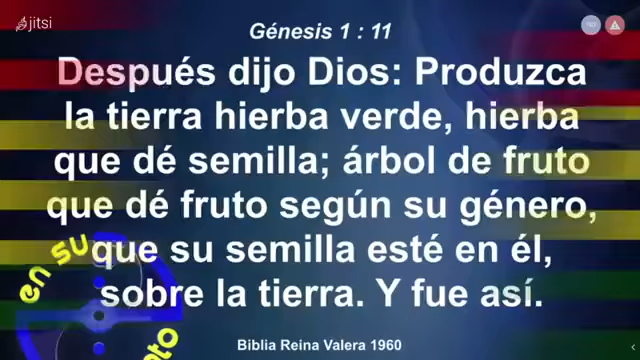 jitsi
Génesis 1 : 11
Después dijo Dios: Produzca
la tierra hierba verde, hierba
que dé semilla; árbol de fruto
que dé fruto según su género,
que su semilla esté en él,
sobre la tierra. Y fue así.
en su
Biblia Reina Valera 1960